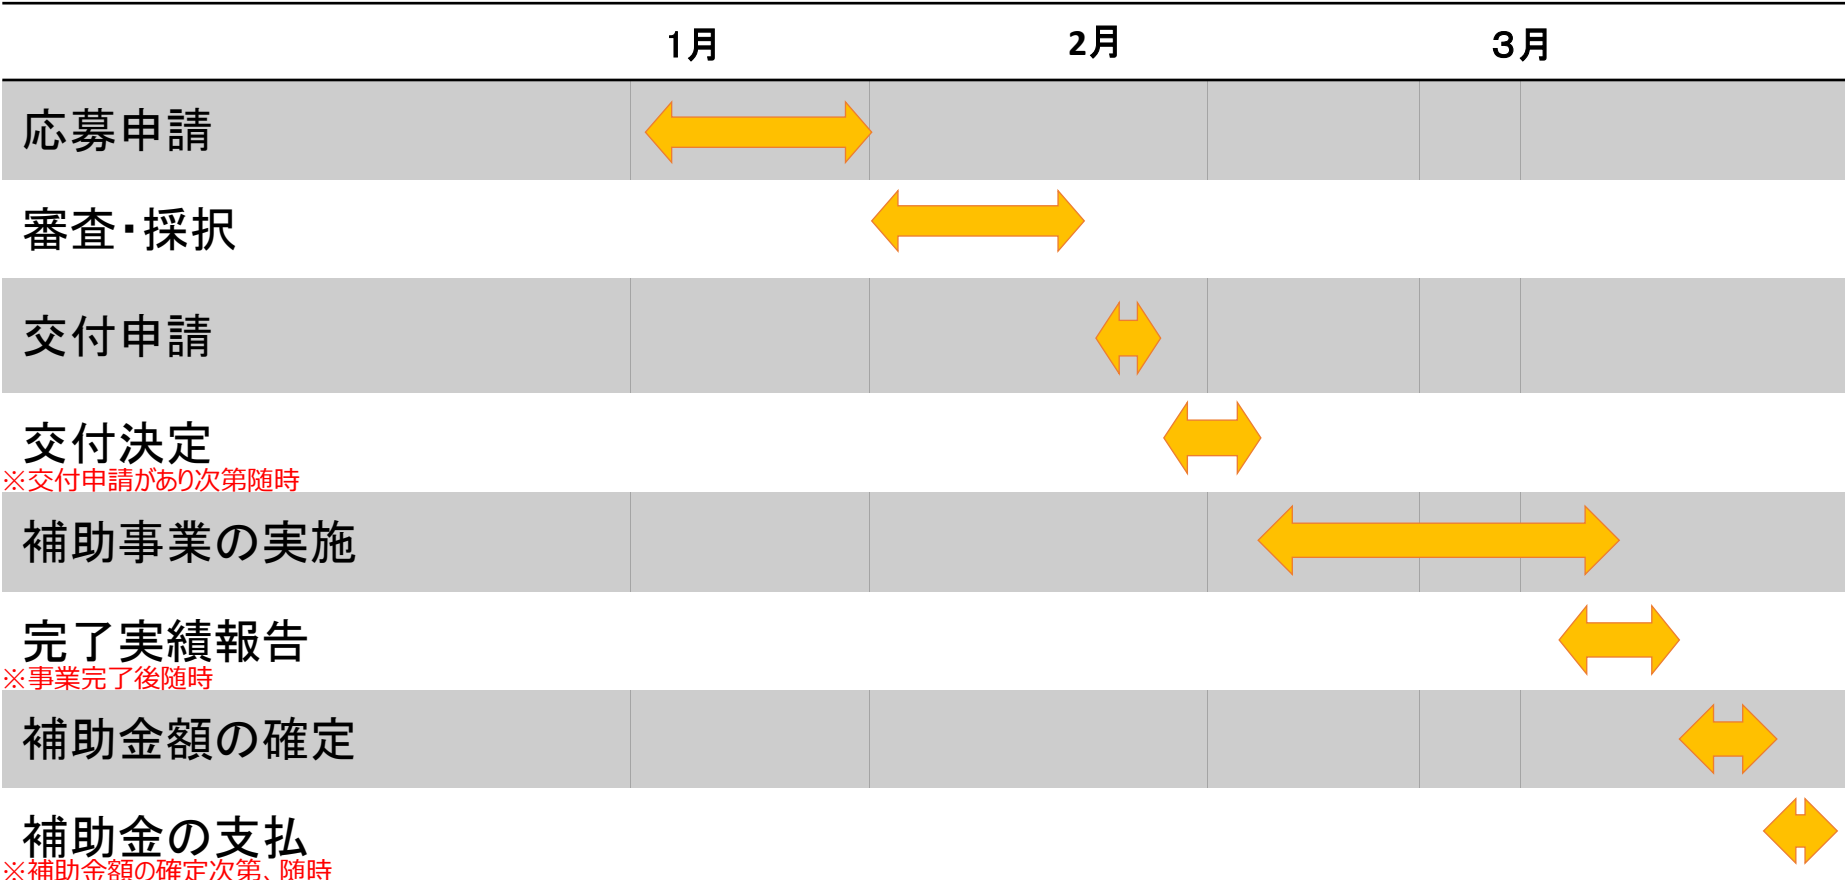 1月 2月 3月
応募申請
審査・採択
交付申請
交付決定
※交付申請があり次第随時
補助事業の実施
完了実績報告
※事業完了後随時
補助金額の確定
補助金の支払
※補助金額の確定次第、随時